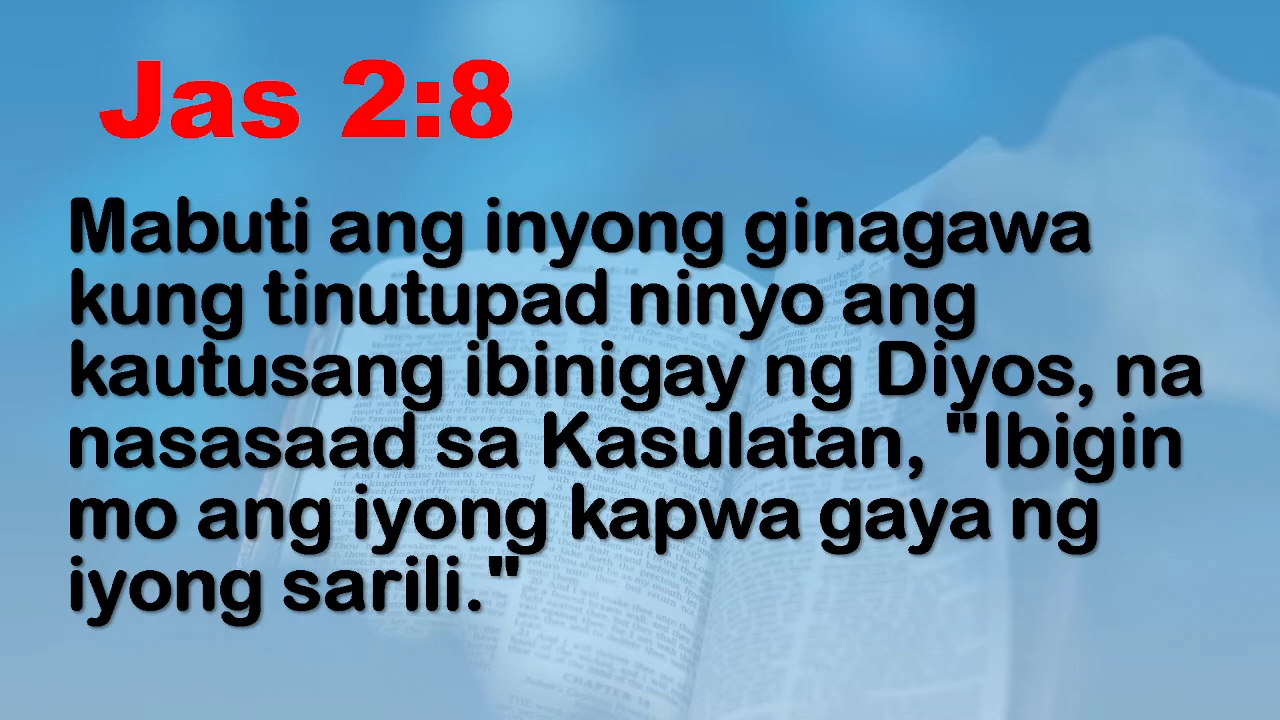 Jas 2:8
Mabuti ang inyong ginagawa
kung tinutupad ninyo ang
kautusang ibinigay ng Diyos, na
nasasaad sa Kasulatan, "Ibigin
mo ang iyong kapwa gaya ng
iyong sarili."